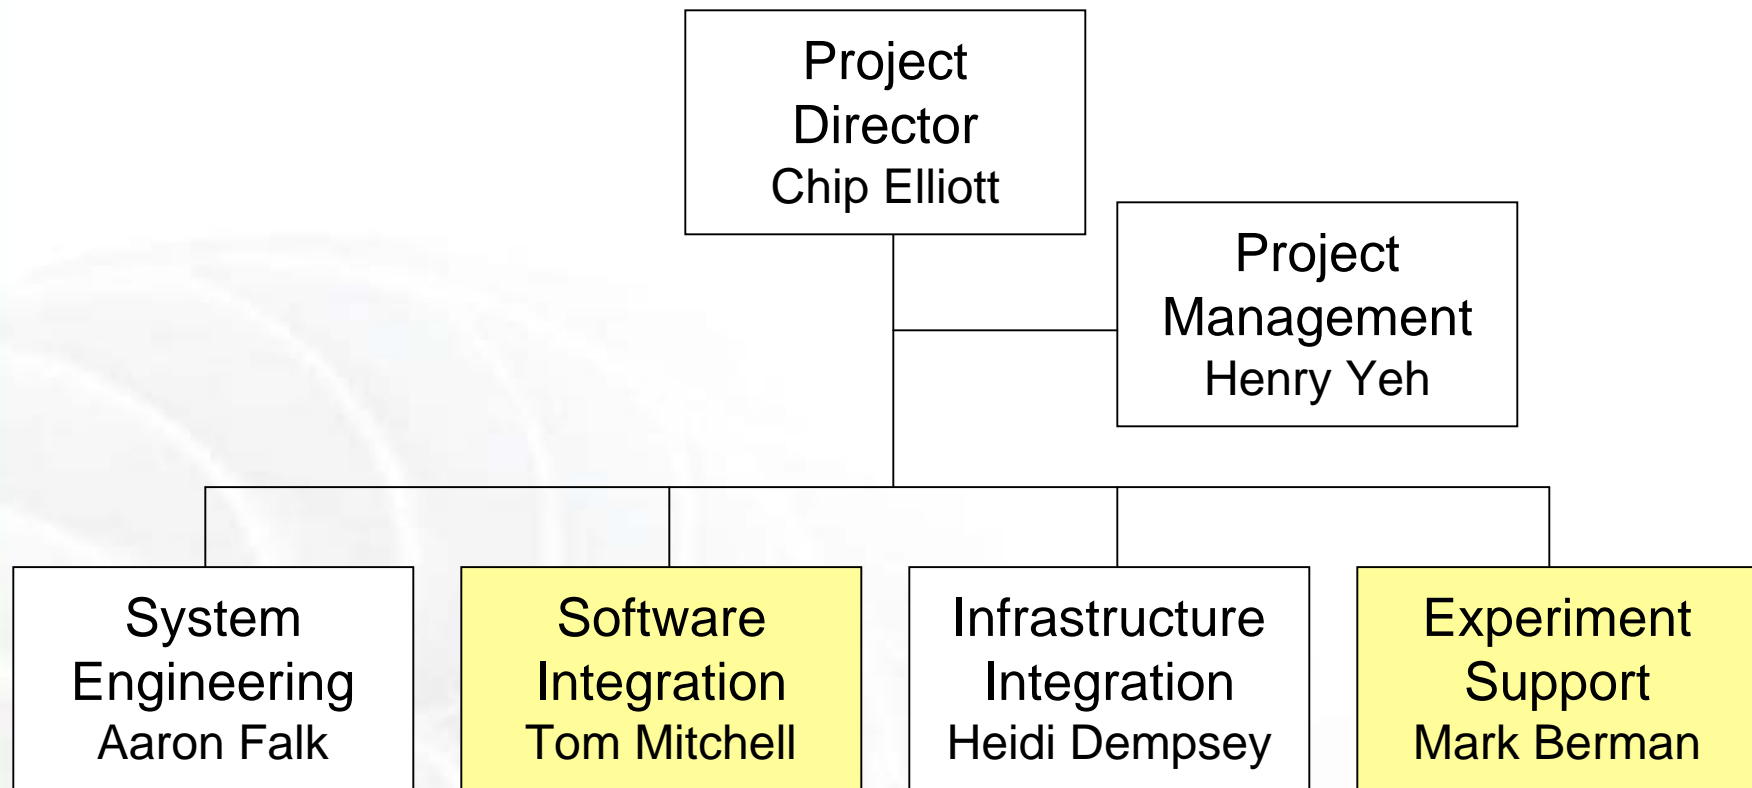 Project
Director
Chip Elliott
Project
Management
Henry Yeh
System
Engineering
Aaron Falk
Software
Integration
Tom Mitchell
Infrastructure
Integration
Heidi Dempsey
Experiment
Support
Mark Berman